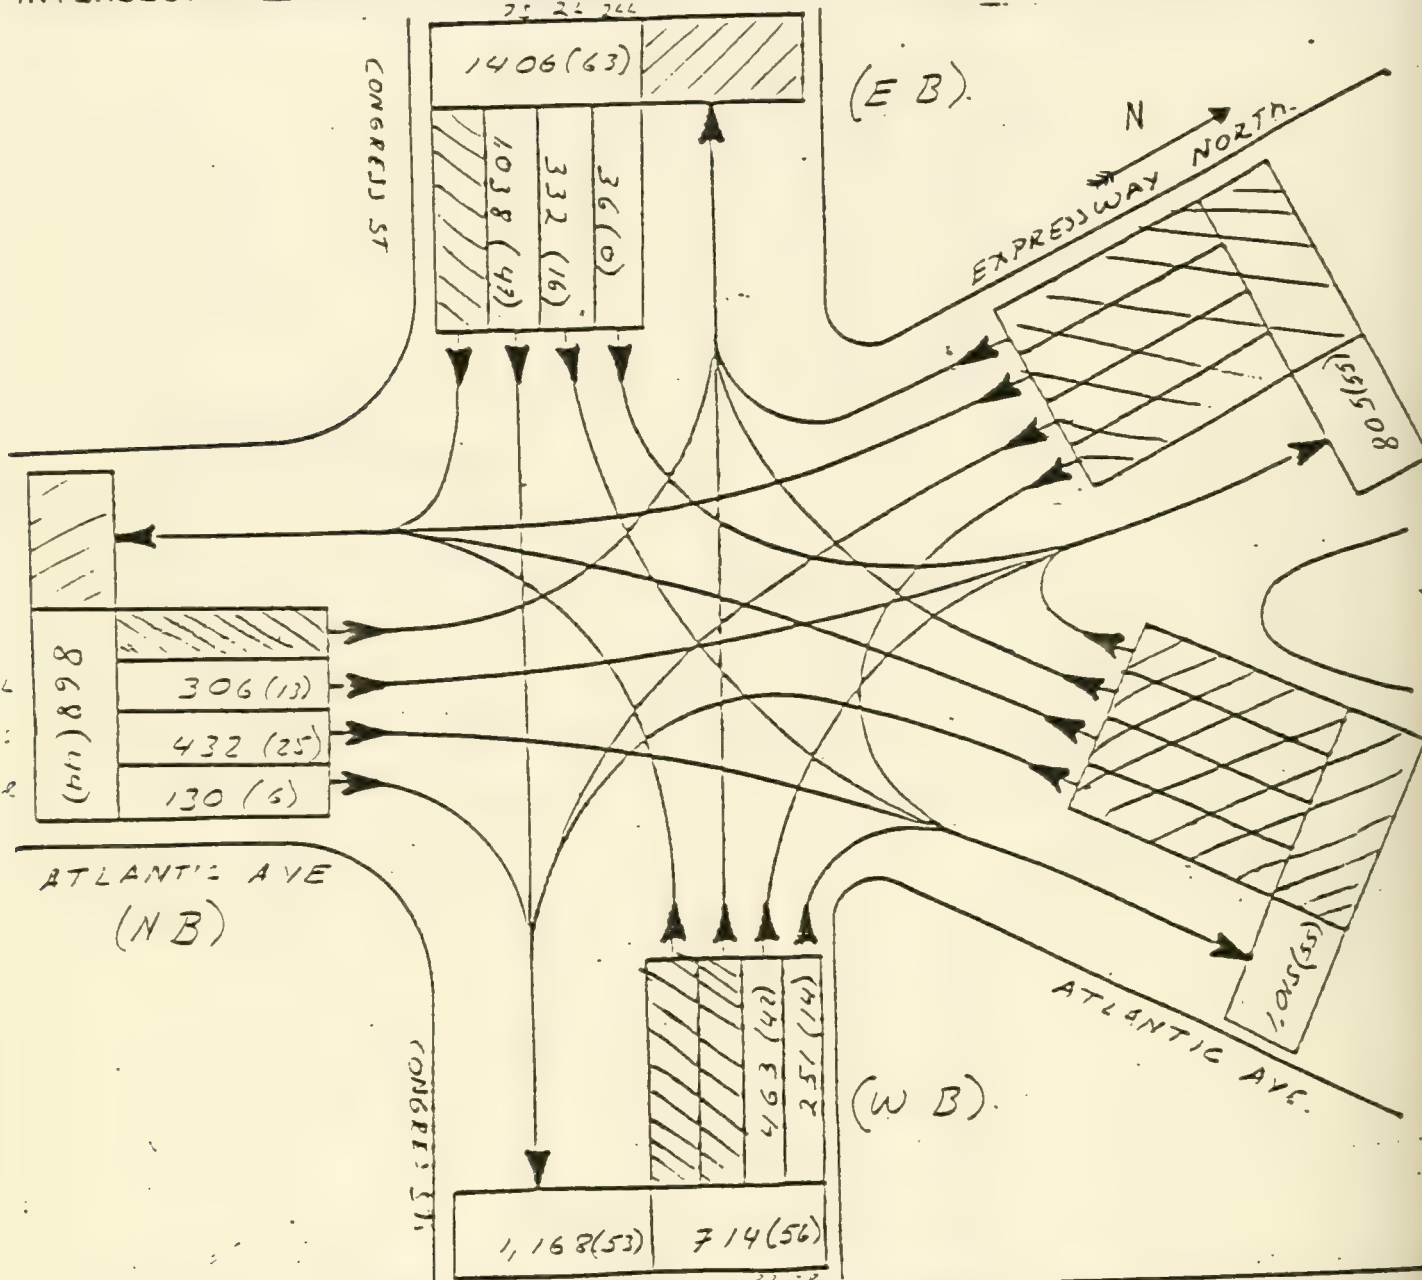 1406(63)
(EB).
CONGRESS ST
N
NORTH.
EXPRESSWAY
1038(47)
332(16)
36(0)
805(55)
868(44)
306(13)
432(25)
130(6)
ATLANTIC AVE
(NB)
463(42)
251(14)
(WB).
1,015(55)
ATLANTIC AVE.
CONGRESS ST.
1,168(53)
714(56)